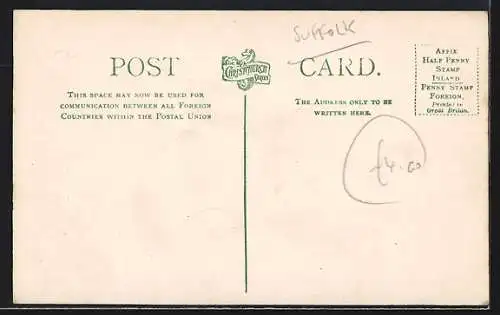 SUFFOLK
POST CARD.
THIS SPACE MAY NOW BE USED FOR
COMMUNICATION BETWEEN ALL FOREIGN
COUNTRIES WITHIN THE POSTAL UNION
THE ADDRESS ONLY TO BE
WRITTEN HERE.
AFFIX
HALF PENNY
STAMP
INLAND
PENNY STAMP
FOREIGN.
Printed in
Great Britain.
£4.00